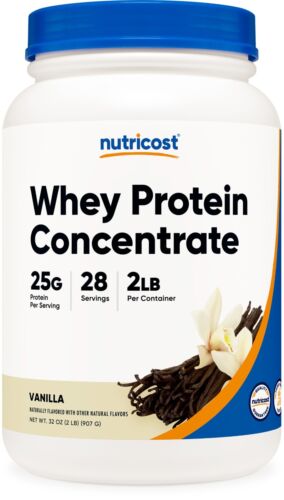 nutricost®
Whey Protein
Concentrate
25G Protein Per Serving
28 Servings
2LB Per Container
VANILLA
NATURALLY FLAVORED WITH OTHER NATURAL FLAVORS
NET WT. 32 OZ (2 LB) (907 G)
nutricost